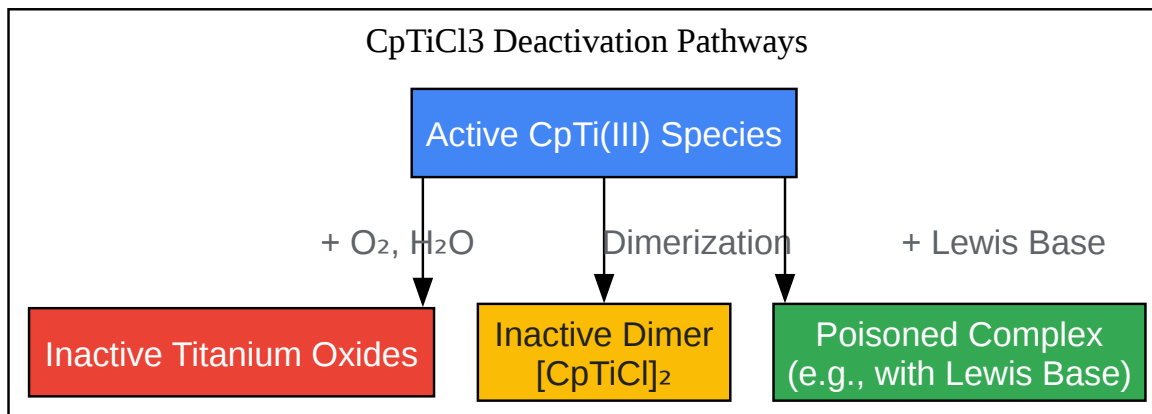 CpTiCl3 Deactivation Pathways
Active CpTi(III) Species
+ O₂, H₂O
Dimerization
+ Lewis Base
Inactive Titanium Oxides
Inactive Dimer
[CpTiCl]₂
Poisoned Complex
(e.g., with Lewis Base)